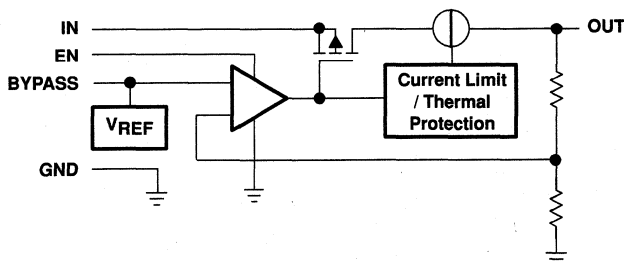 IN
OUT
EN
BYPASS
Current Limit
/ Thermal
Protection
VREF
GND